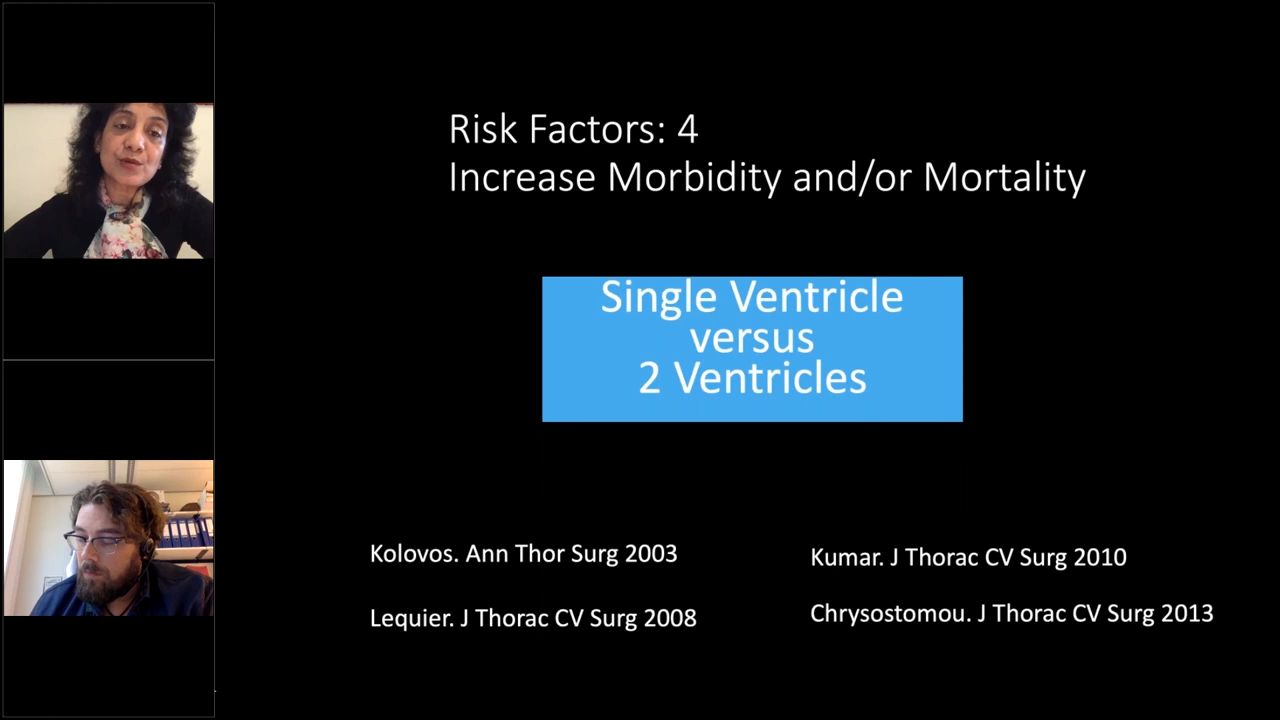 Risk Factors: 4
Increase Morbidity and/or Mortality
Single Ventricle
versus
2 Ventricles
Kolovos. Ann Thor Surg 2003
Lequier. J Thorac CV Surg 2008
Kumar. J Thorac CV Surg 2010
Chrysostomou. J Thorac CV Surg 2013